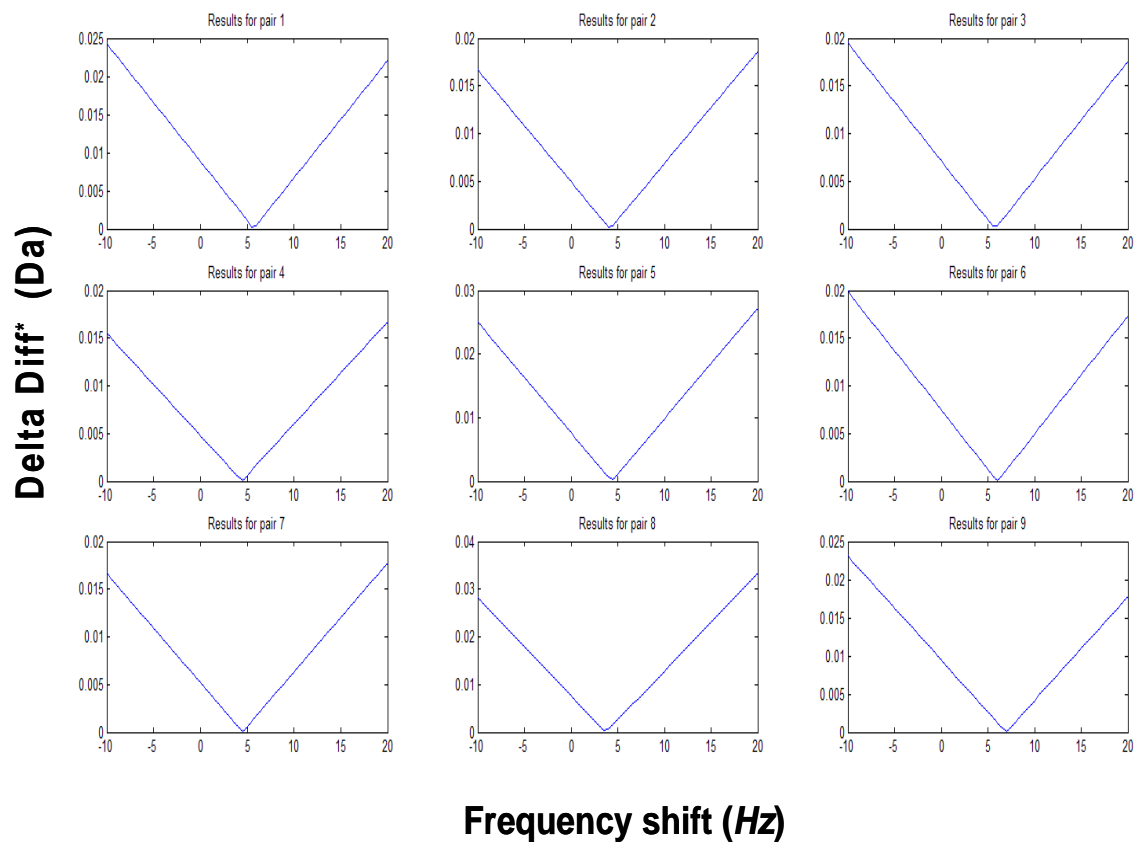 Results for pair 1
Results for pair 2
Results for pair 3
0.025
0.02
0.015
0.01
0.005
0
-10 -5 0 5 10 15 20
0.02
0.015
0.01
0.005
0
-10 -5 0 5 10 15 20
0.02
0.015
0.01
0.005
0
-10 -5 0 5 10 15 20
Delta Diff* (Da)
Results for pair 4
Results for pair 5
Results for pair 6
0.02
0.015
0.01
0.005
0
-10 -5 0 5 10 15 20
0.03
0.02
0.01
0
-10 -5 0 5 10 15 20
0.02
0.015
0.01
0.005
0
-10 -5 0 5 10 15 20
Results for pair 7
Results for pair 8
Results for pair 9
0.02
0.015
0.01
0.005
0
-10 -5 0 5 10 15 20
0.04
0.03
0.02
0.01
0
-10 -5 0 5 10 15 20
0.025
0.02
0.015
0.01
0.005
0
-10 -5 0 5 10 15 20
Frequency shift (Hz)